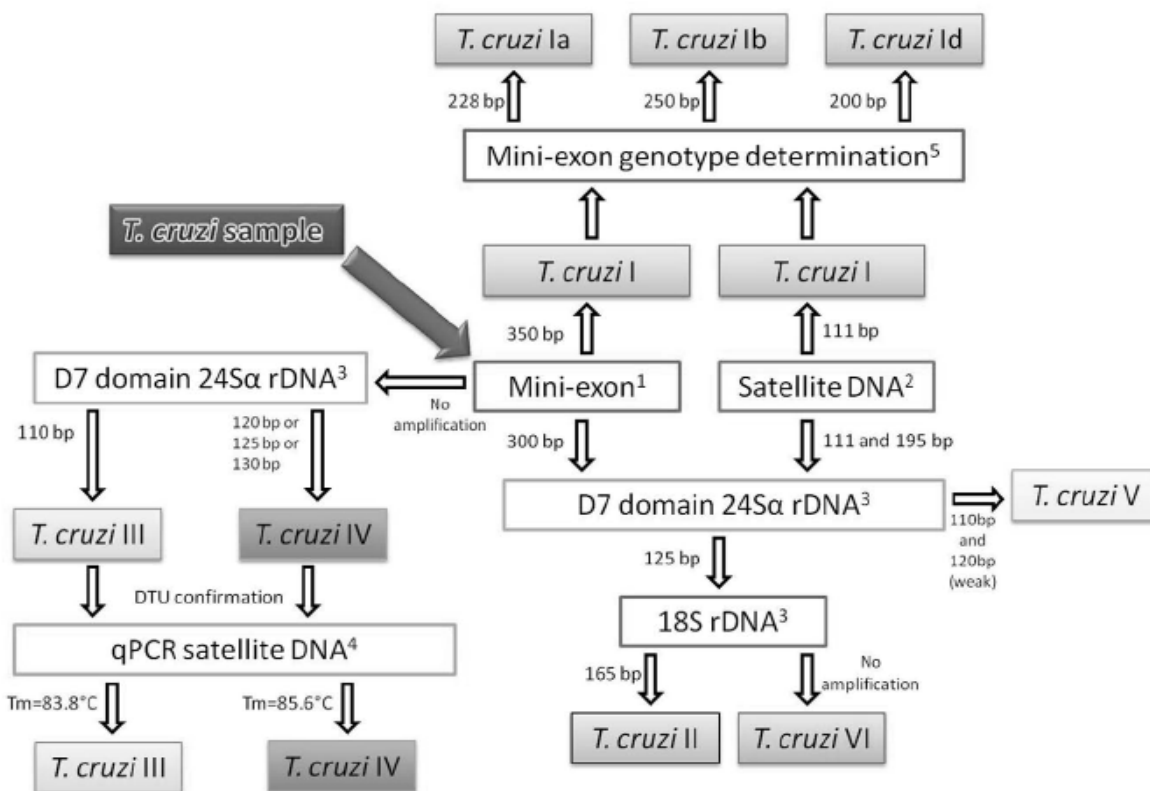 T. cruzi Ia
T. cruzi Ib
T. cruzi Id
228 bp
250 bp
200 bp
Mini-exon genotype determination⁵
T. cruzi sample
T. cruzi I
T. cruzi I
350 bp
111 bp
D7 domain 24Sα rDNA³
Mini-exon¹
Satellite DNA²
No
amplification
110 bp
120 bp or
125 bp or
130 bp
300 bp
111 and 195 bp
D7 domain 24Sα rDNA³
T. cruzi V
110bp
and
120bp
(weak)
T. cruzi III
T. cruzi IV
125 bp
DTU confirmation
18S rDNA³
qPCR satellite DNA⁴
165 bp
No
amplification
Tm=83.8°C
Tm=85.6°C
T. cruzi II
T. cruzi VI
T. cruzi III
T. cruzi IV